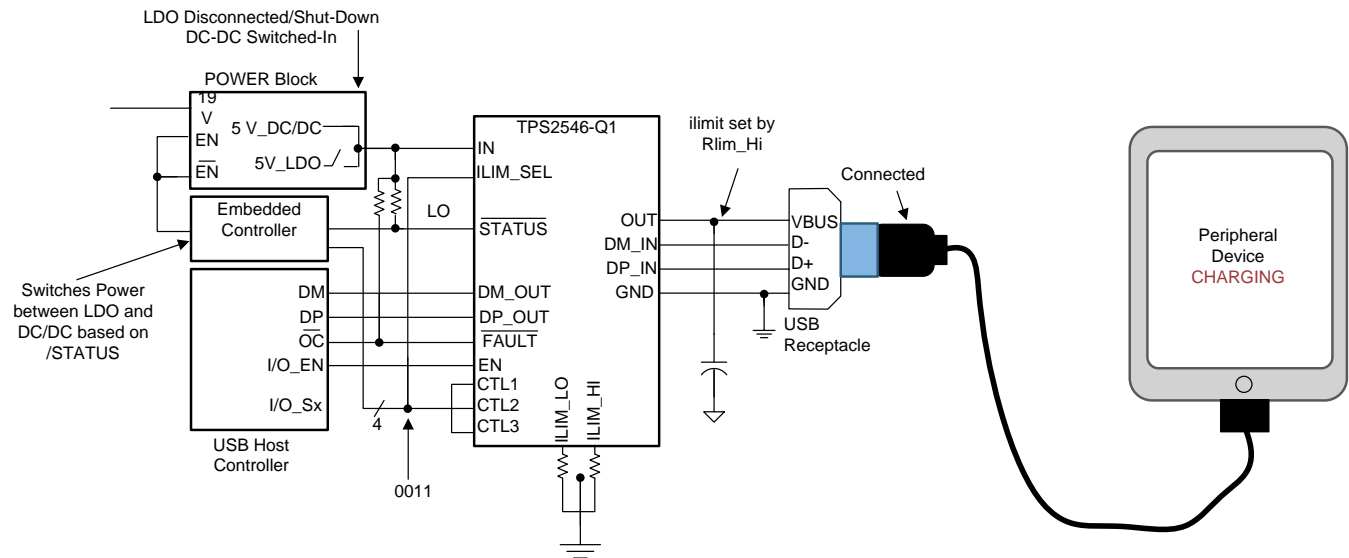 LDO Disconnected/Shut-Down
DC-DC Switched-In
POWER Block
19
V
EN
EN
5 V_DC/DC
5V_LDO
Embedded
Controller
Switches Power
between LDO and
DC/DC based on
/STATUS
DM
DP
OC
I/O_EN
I/O_Sx
USB Host
Controller
4
0011
LO
TPS2546-Q1
IN
ILIM_SEL
STATUS
DM_OUT
DP_OUT
FAULT
EN
CTL1
CTL2
CTL3
ILIM_LO
ILIM_HI
OUT
DM_IN
DP_IN
GND
ilimit set by
Rlim_Hi
VBUS
D-
D+
GND
USB
Receptacle
Connected
Peripheral
Device
CHARGING